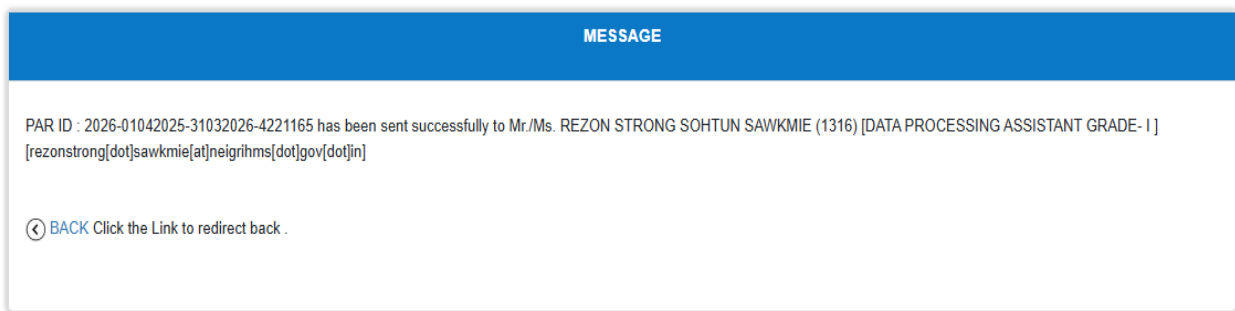 MESSAGE
PAR ID : 2026-01042025-31032026-4221165 has been sent successfully to Mr./Ms. REZON STRONG SOHTUN SAWKMIE (1316) [DATA PROCESSING ASSISTANT GRADE- I ]
[rezonstrong[dot]sawkmie[at]neigrihms[dot]gov[dot]in]
BACK Click the Link to redirect back .